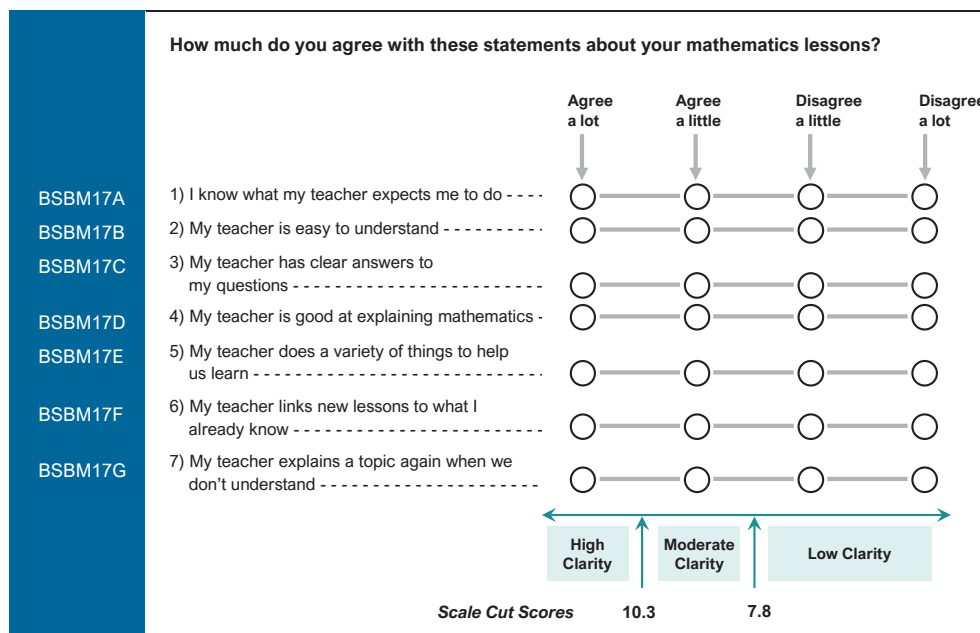 How much do you agree with these statements about your mathematics lessons?
Agree a lot
Agree a little
Disagree a little
Disagree a lot
BSBM17A
1) I know what my teacher expects me to do - - - -
BSBM17B
2) My teacher is easy to understand - - - - - - - - - -
BSBM17C
3) My teacher has clear answers to
my questions - - - - - - - - - - - - - - - - - - - - - - -
BSBM17D
4) My teacher is good at explaining mathematics -
BSBM17E
5) My teacher does a variety of things to help
us learn - - - - - - - - - - - - - - - - - - - - - - - - - - -
BSBM17F
6) My teacher links new lessons to what I
already know - - - - - - - - - - - - - - - - - - - - - - -
BSBM17G
7) My teacher explains a topic again when we
don’t understand - - - - - - - - - - - - - - - - - - - -
High Clarity
Moderate Clarity
Low Clarity
Scale Cut Scores 10.3 7.8